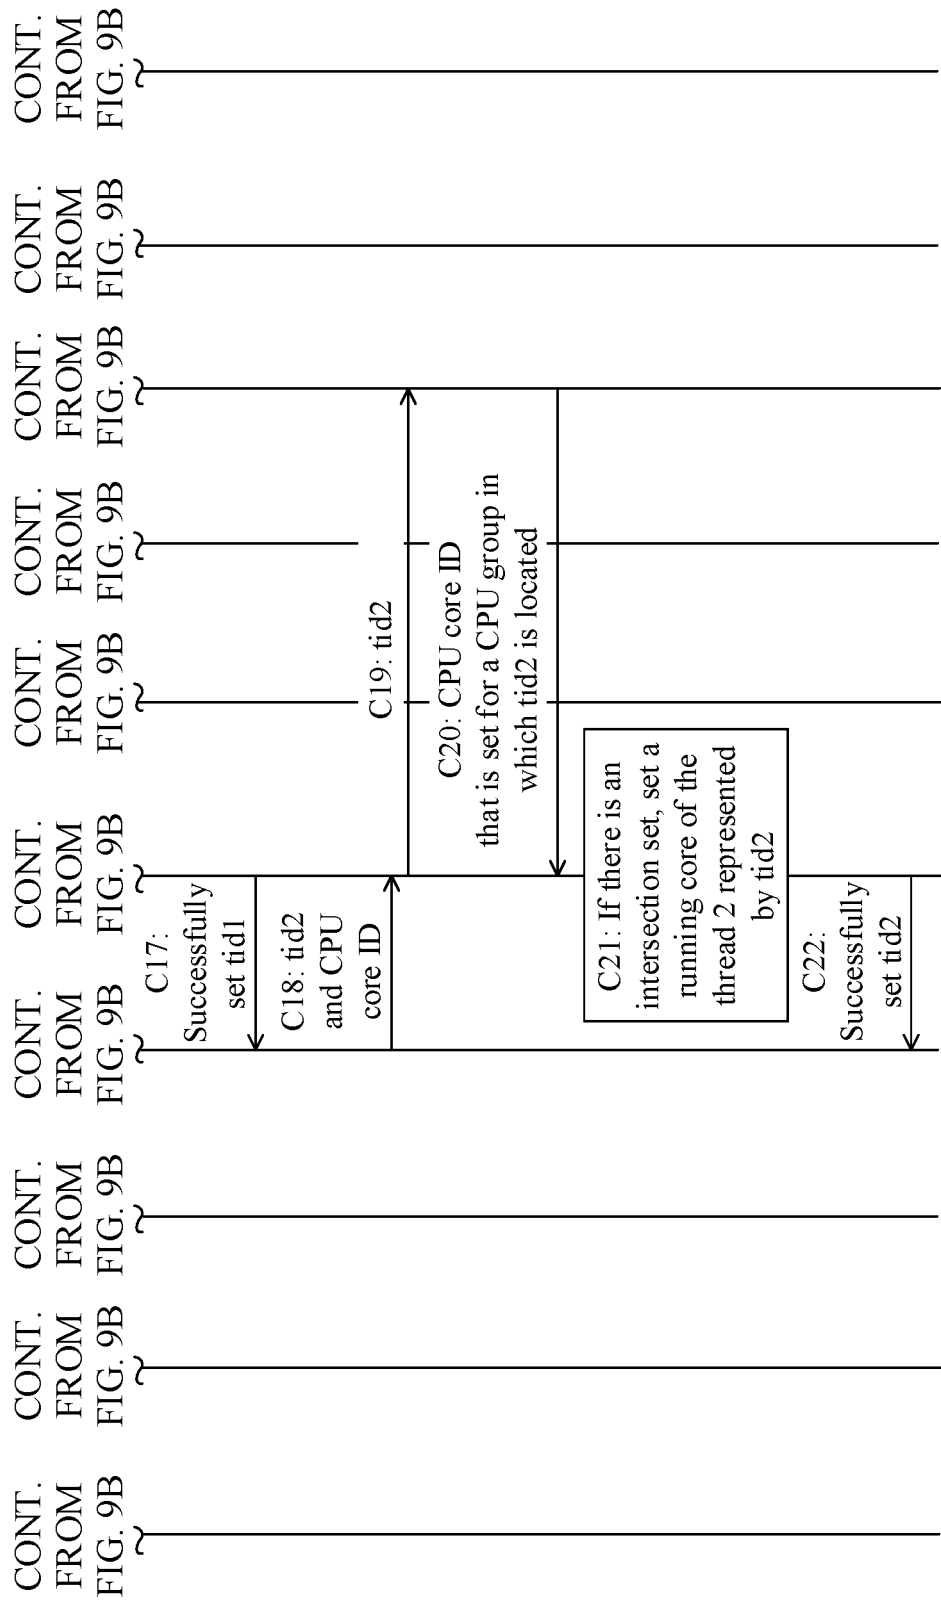 CONT.
FROM
FIG. 9B
CONT.
FROM
FIG. 9B
CONT.
FROM
FIG. 9B
CONT.
FROM
FIG. 9B
CONT.
FROM
FIG. 9B
CONT.
FROM
FIG. 9B
CONT.
FROM
FIG. 9B
CONT.
FROM
FIG. 9B
CONT.
FROM
FIG. 9B
CONT.
FROM
FIG. 9B
C17:
Successfully
set tid1
C18: tid2
and CPU
core ID
C19: tid2
C20: CPU core ID
that is set for a CPU group in
which tid2 is located
C21: If there is an
intersection set, set a
running core of the
thread 2 represented
by tid2
C22:
Successfully
set tid2